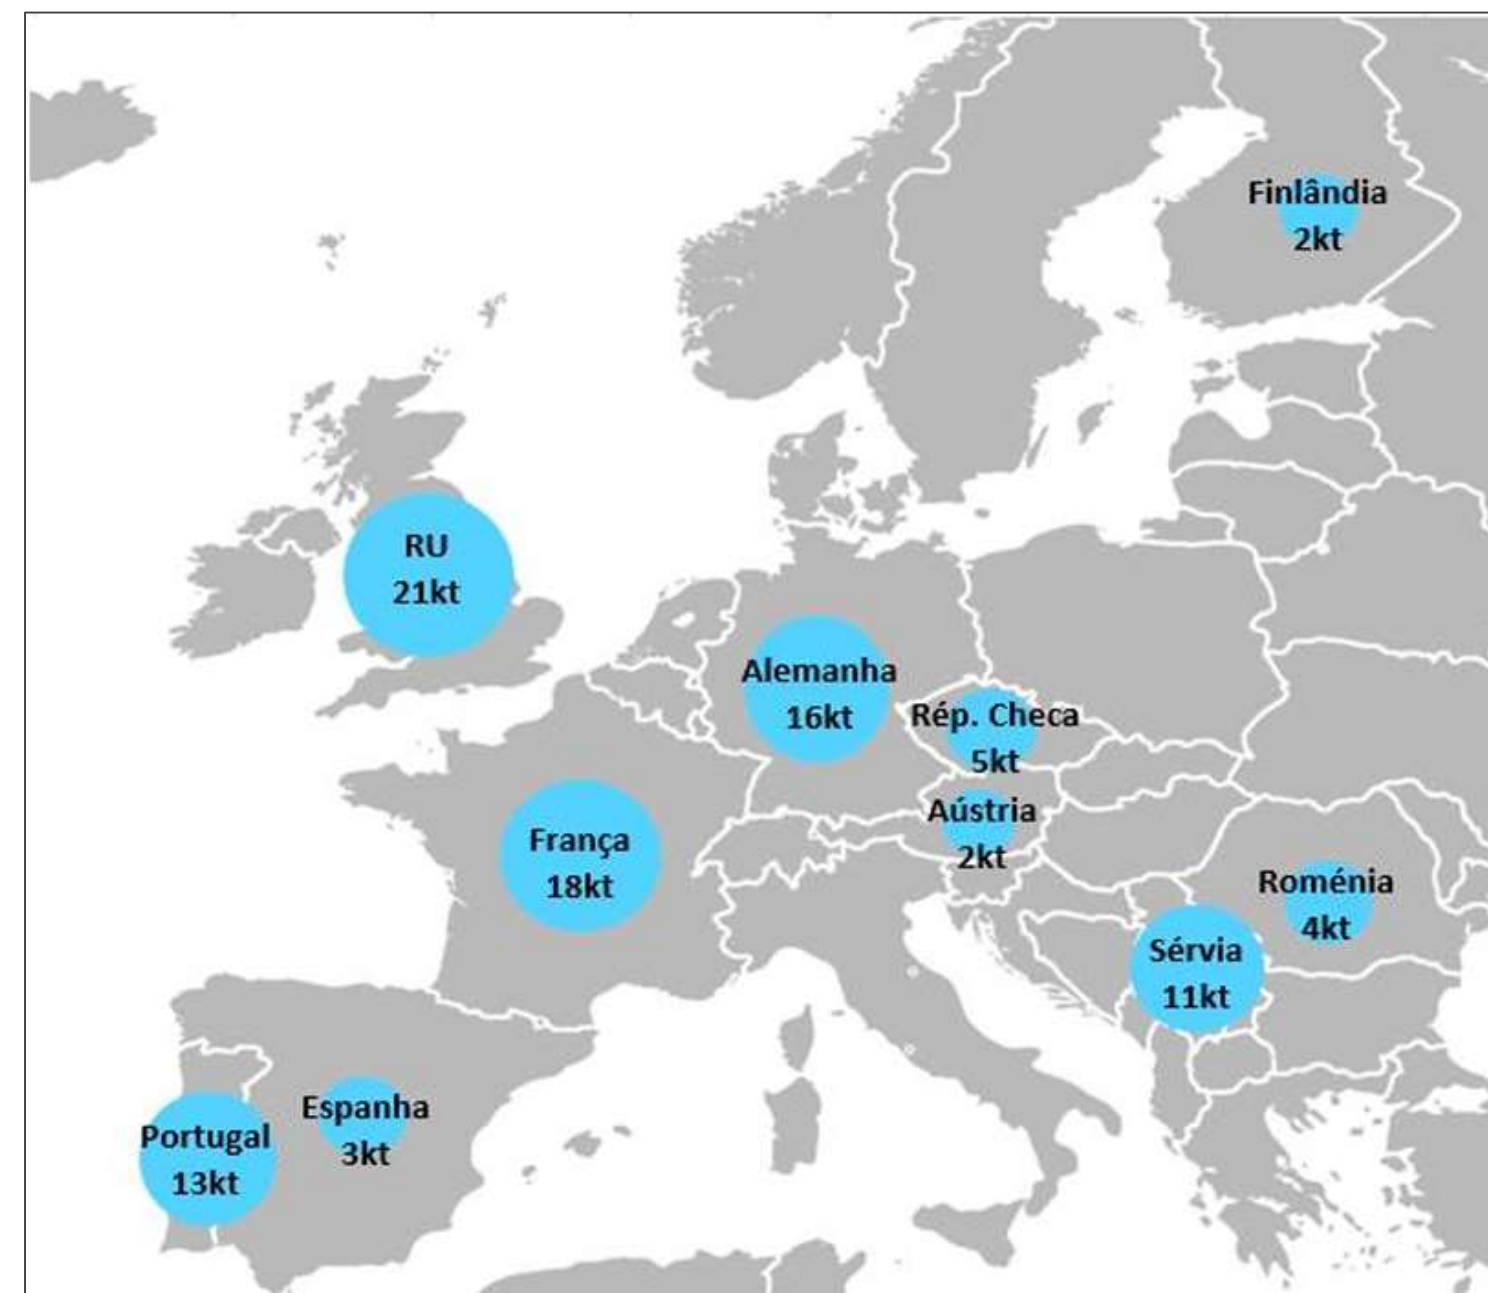 Finlândia
2kt
RU
21kt
Alemanha
16kt
Rép. Checa
5kt
Aústria
2kt
França
18kt
Roménia
4kt
Sérvia
11kt
Espanha
3kt
Portugal
13kt